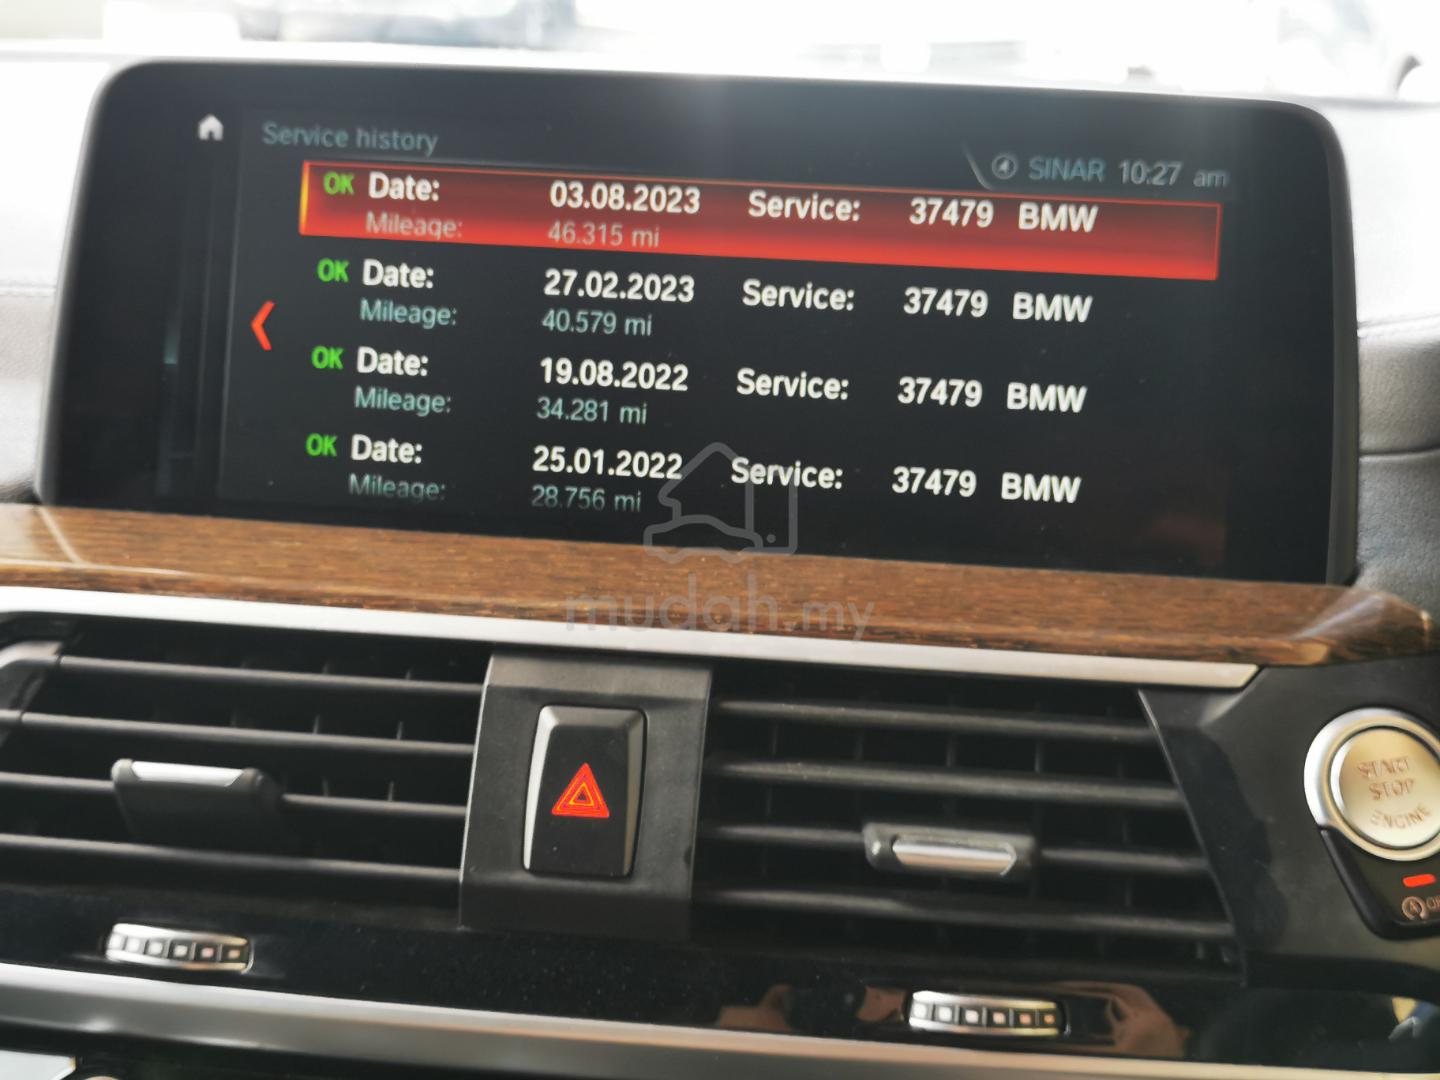 Service history
SINAR 10:27 am
OK Date: 03.08.2023 Service: 37479 BMW
Mileage: 46.315 mi
OK Date: 27.02.2023 Service: 37479 BMW
Mileage: 40.579 mi
OK Date: 19.08.2022 Service: 37479 BMW
Mileage: 34.281 mi
OK Date: 25.01.2022 Service: 37479 BMW
Mileage: 28.756 mi
mudah.my
START
STOP
ENGINE